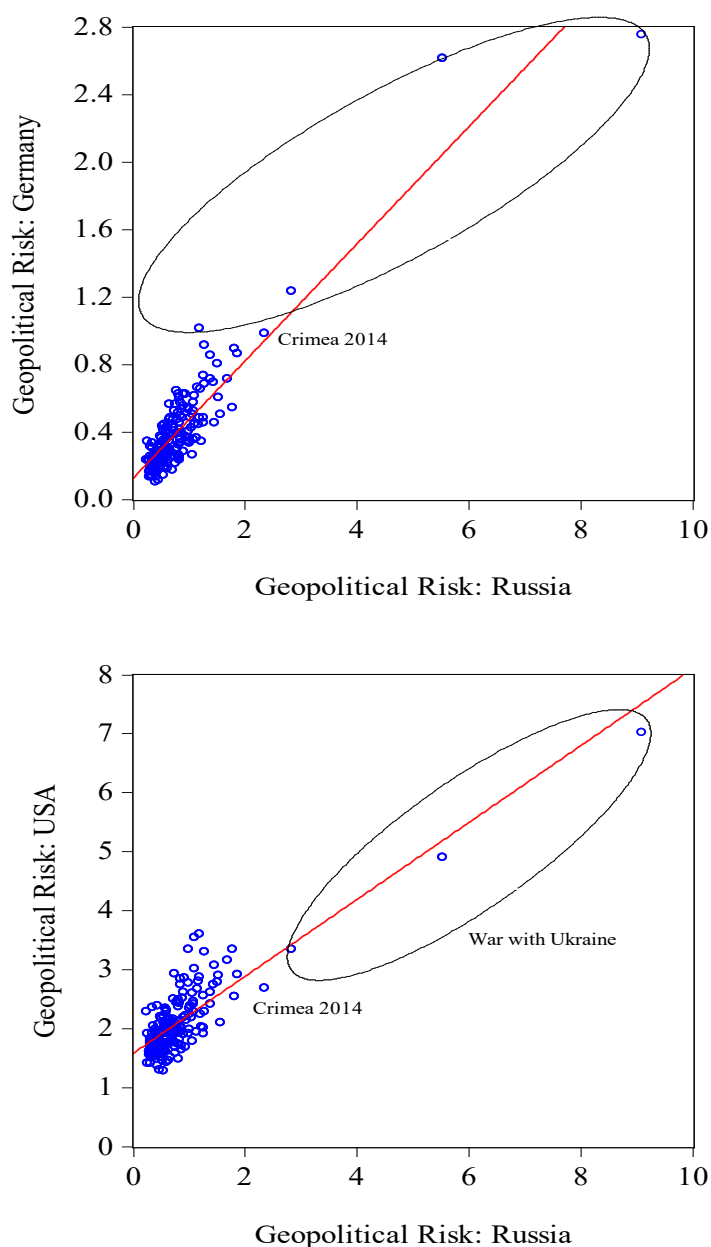 2.8
2.4
2.0
1.6
1.2
0.8
0.4
0.0
Geopolitical Risk: Germany
Crimea 2014
0 2 4 6 8 10
Geopolitical Risk: Russia
8
7
6
5
4
3
2
1
0
Geopolitical Risk: USA
War with Ukraine
Crimea 2014
0 2 4 6 8 10
Geopolitical Risk: Russia